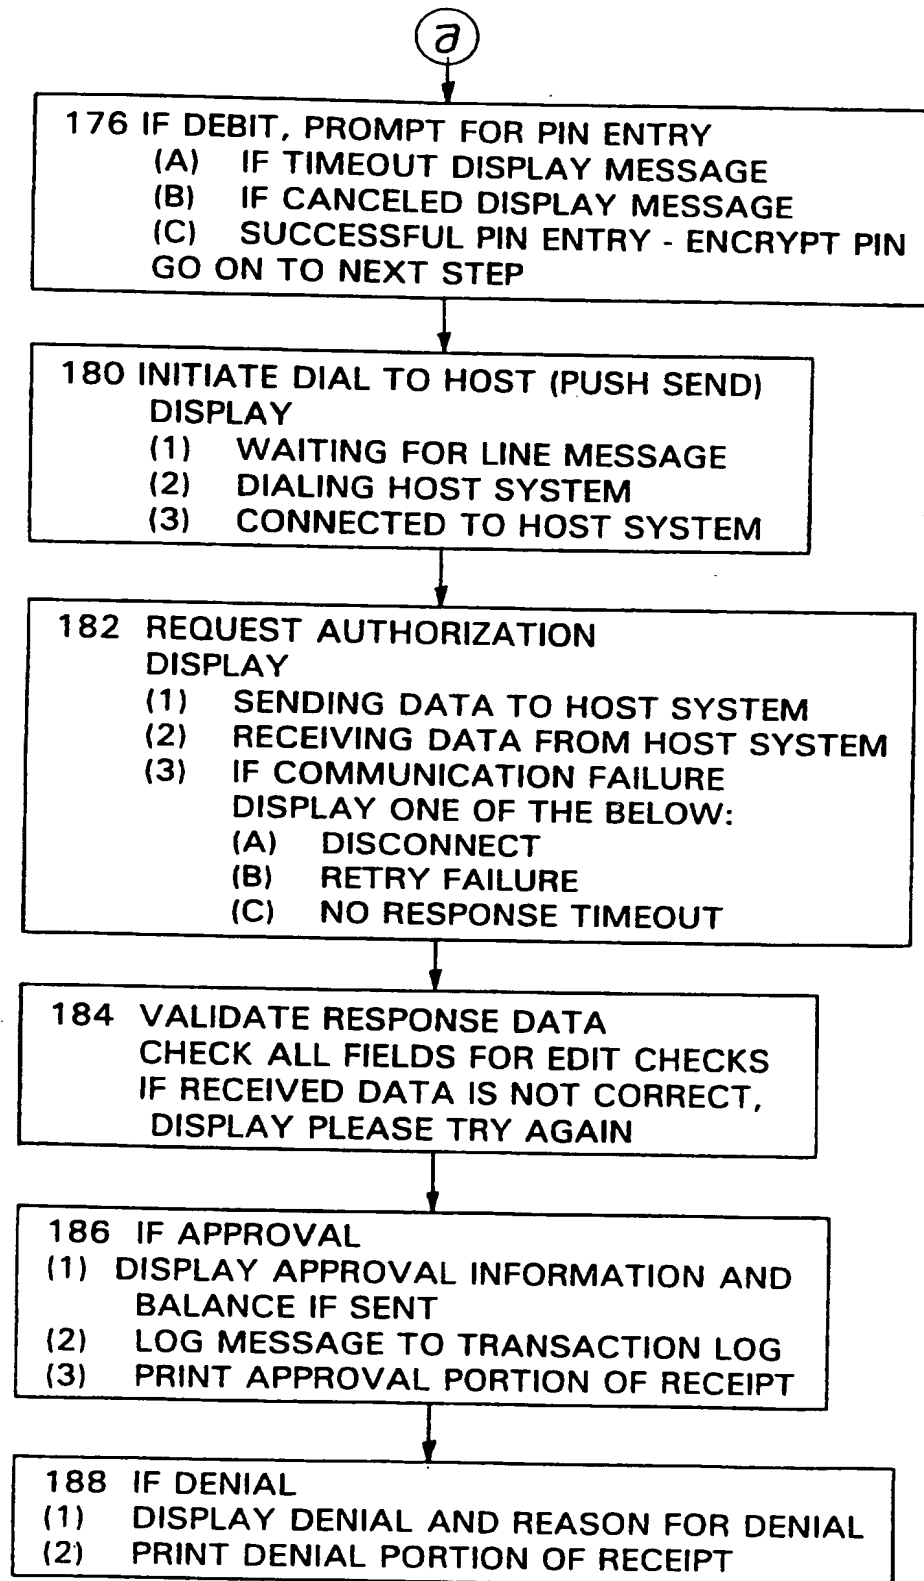 a
176 IF DEBIT, PROMPT FOR PIN ENTRY
(A) IF TIMEOUT DISPLAY MESSAGE
(B) IF CANCELED DISPLAY MESSAGE
(C) SUCCESSFUL PIN ENTRY - ENCRYPT PIN
GO ON TO NEXT STEP
180 INITIATE DIAL TO HOST (PUSH SEND)
DISPLAY
(1) WAITING FOR LINE MESSAGE
(2) DIALING HOST SYSTEM
(3) CONNECTED TO HOST SYSTEM
182 REQUEST AUTHORIZATION
DISPLAY
(1) SENDING DATA TO HOST SYSTEM
(2) RECEIVING DATA FROM HOST SYSTEM
(3) IF COMMUNICATION FAILURE
DISPLAY ONE OF THE BELOW:
(A) DISCONNECT
(B) RETRY FAILURE
(C) NO RESPONSE TIMEOUT
184 VALIDATE RESPONSE DATA
CHECK ALL FIELDS FOR EDIT CHECKS
IF RECEIVED DATA IS NOT CORRECT,
DISPLAY PLEASE TRY AGAIN
186 IF APPROVAL
(1) DISPLAY APPROVAL INFORMATION AND
BALANCE IF SENT
(2) LOG MESSAGE TO TRANSACTION LOG
(3) PRINT APPROVAL PORTION OF RECEIPT
188 IF DENIAL
(1) DISPLAY DENIAL AND REASON FOR DENIAL
(2) PRINT DENIAL PORTION OF RECEIPT